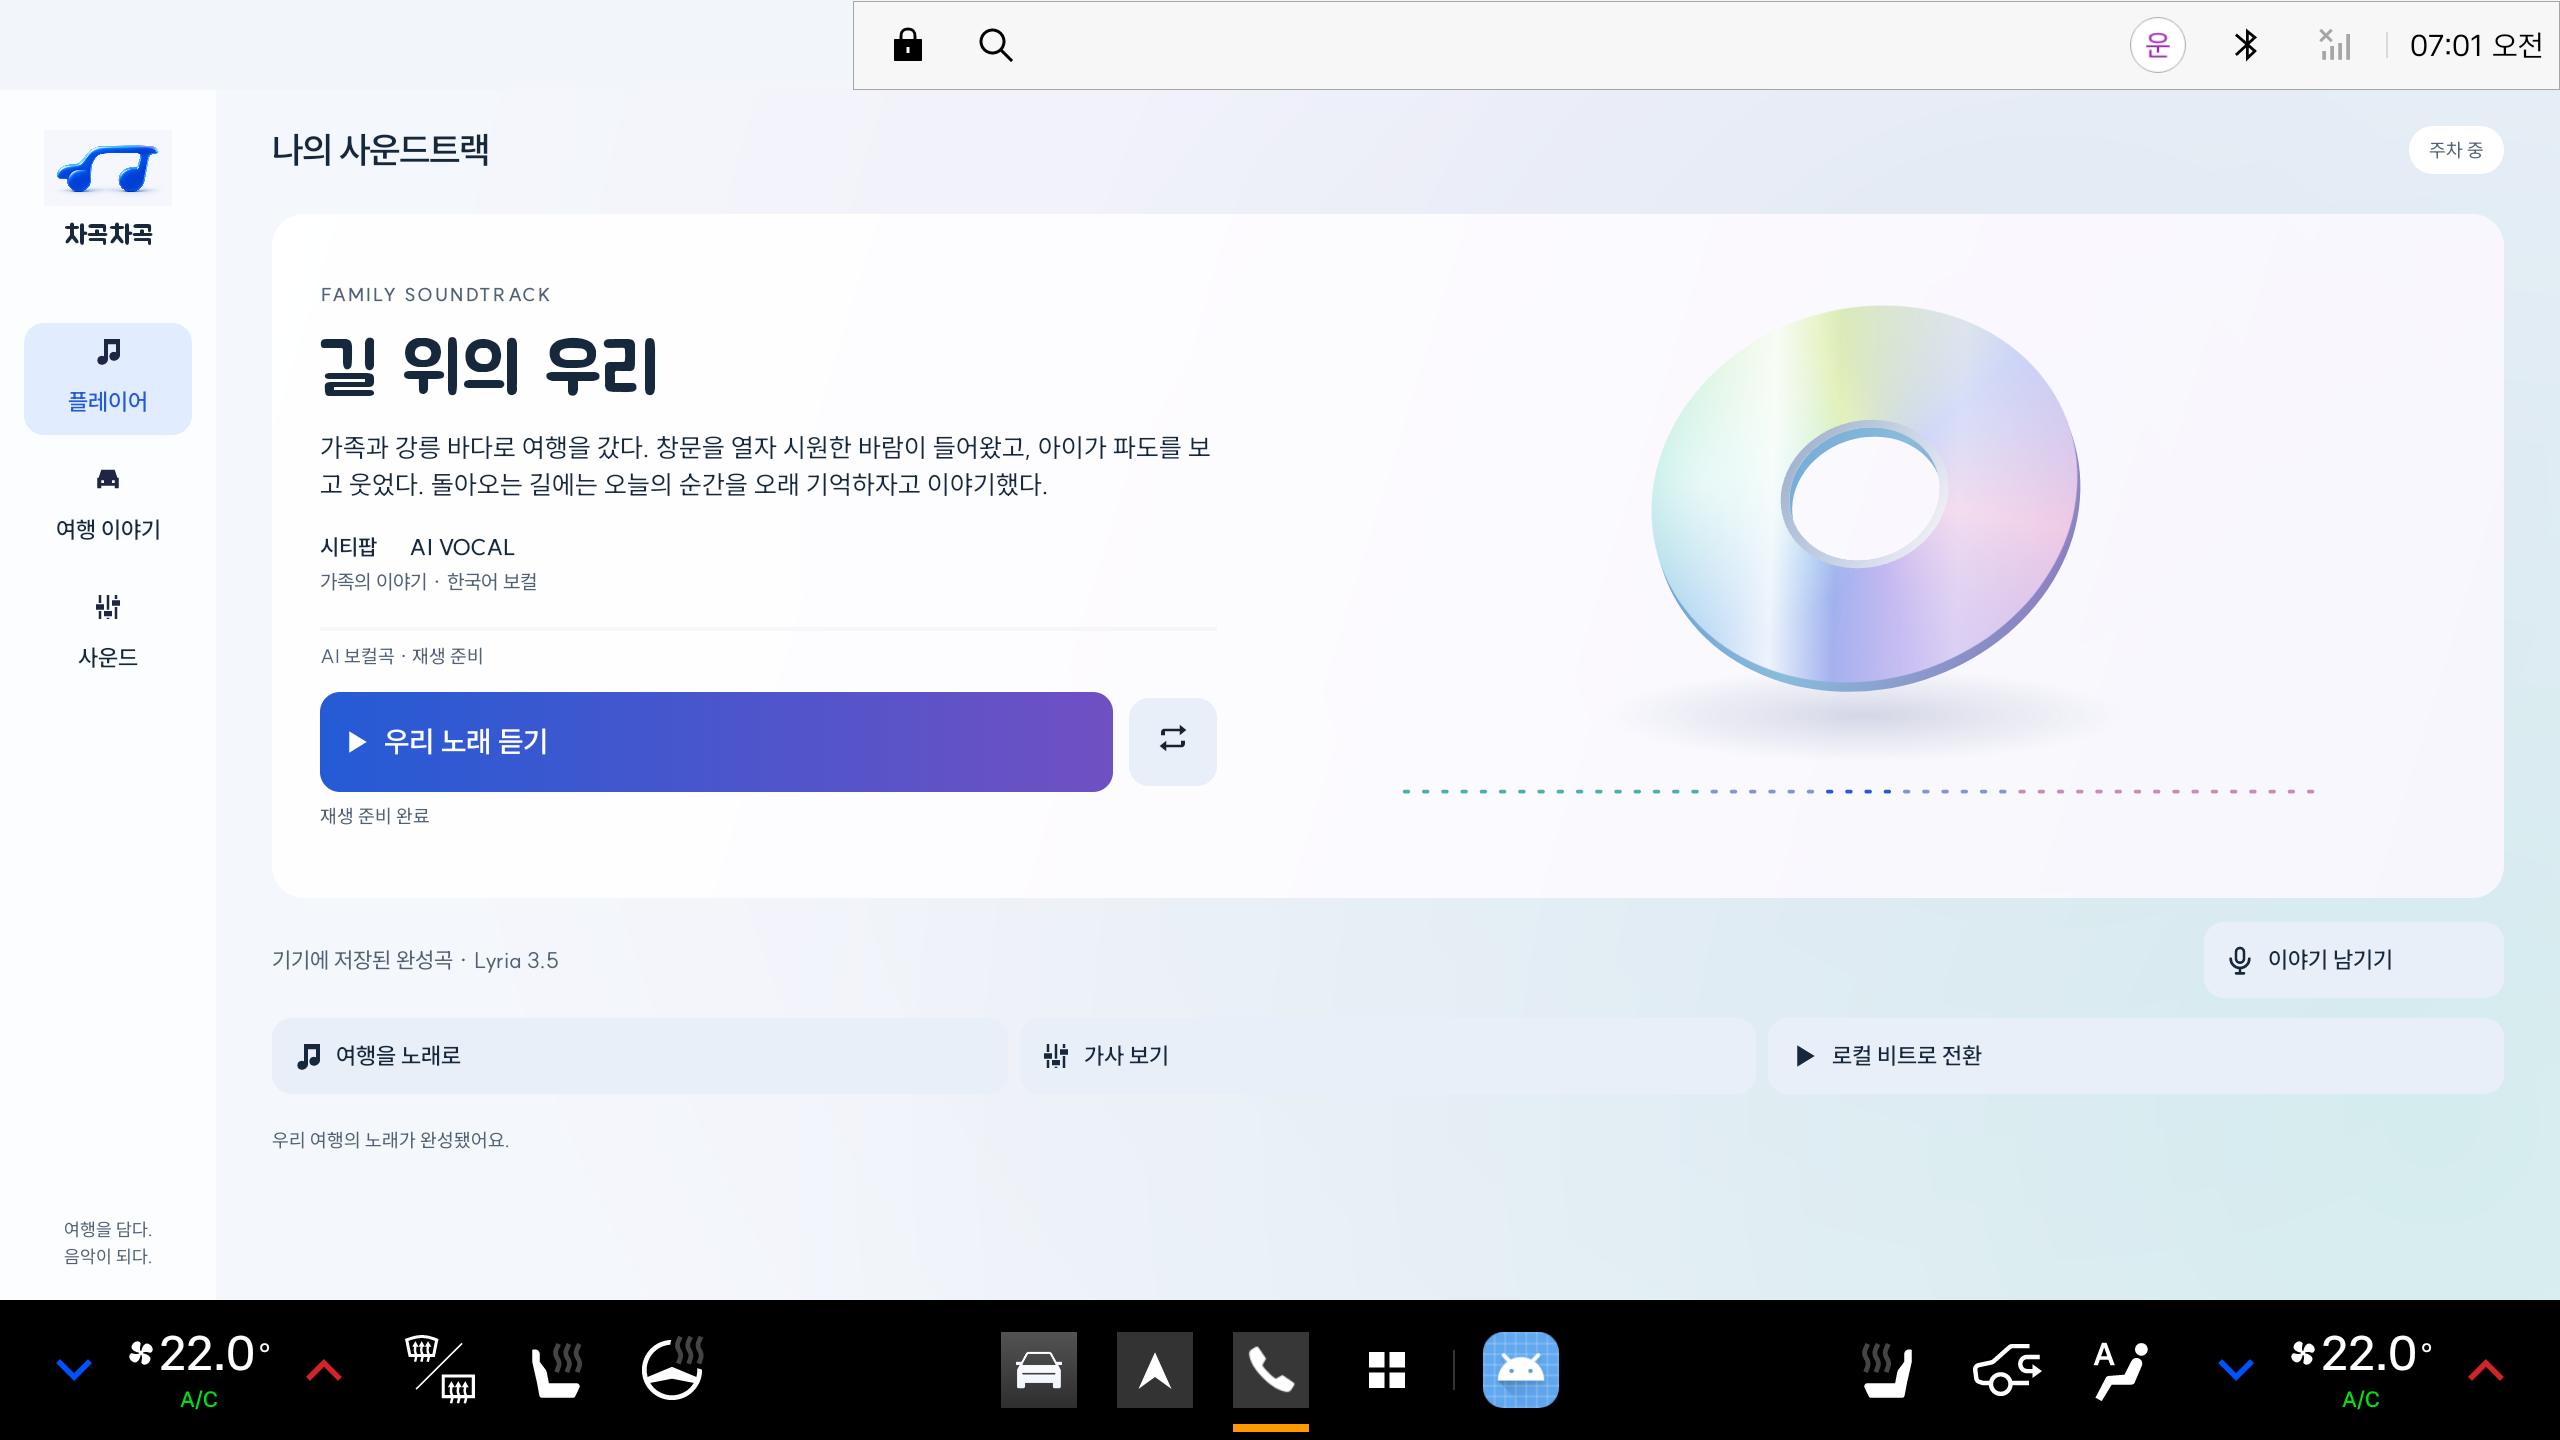 운
07:01 오전
차곡차곡
나의 사운드트랙
주차 중
플레이어
여행 이야기
사운드
FAMILY SOUNDTRACK
길 위의 우리
가족과 강릉 바다로 여행을 갔다. 창문을 열자 시원한 바람이 들어왔고, 아이가 파도를 보
고 웃었다. 돌아오는 길에는 오늘의 순간을 오래 기억하자고 이야기했다.
시티팝 AI VOCAL
가족의 이야기 · 한국어 보컬
AI 보컬곡 · 재생 준비
우리 노래 듣기
재생 준비 완료
기기에 저장된 완성곡 · Lyria 3.5
이야기 남기기
여행을 노래로
가사 보기
로컬 비트로 전환
우리 여행의 노래가 완성됐어요.
여행을 담다.
음악이 되다.
22.0°
A/C
A
22.0°
A/C